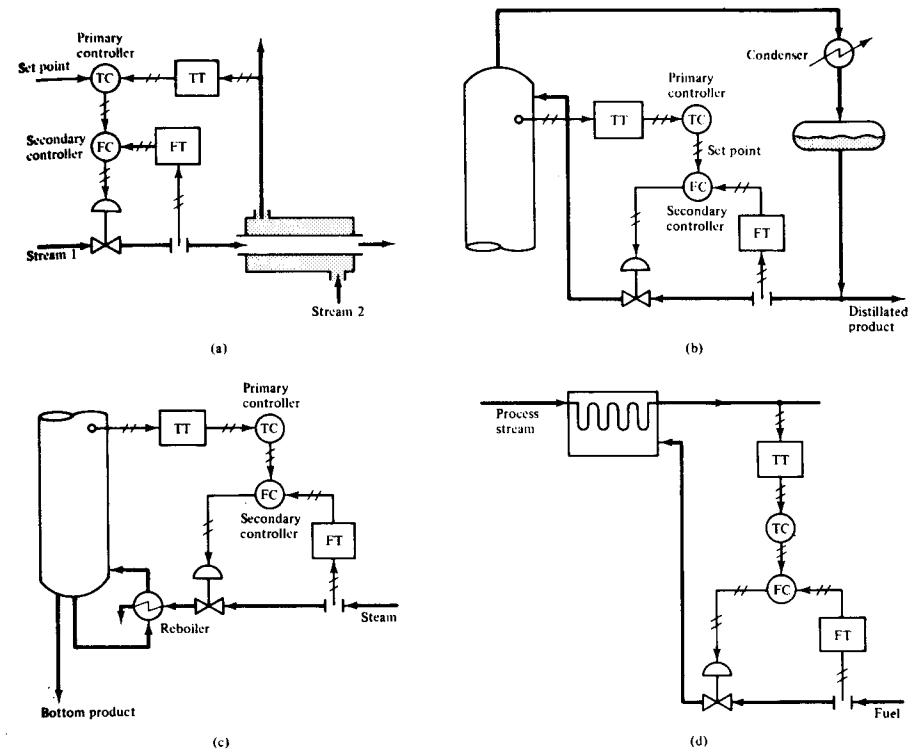 Primary
controller
Set point
TC
TT
Secondary
controller
FC
FT
Stream 1
Stream 2
(a)
Condenser
Primary
controller
TT
TC
Set point
FC
Secondary
controller
FT
Distillated
product
(b)
Primary
controller
TT
TC
FC
Secondary
controller
FT
Reboiler
Steam
Bottom product
(c)
Process
stream
TT
TC
FC
FT
Fuel
(d)